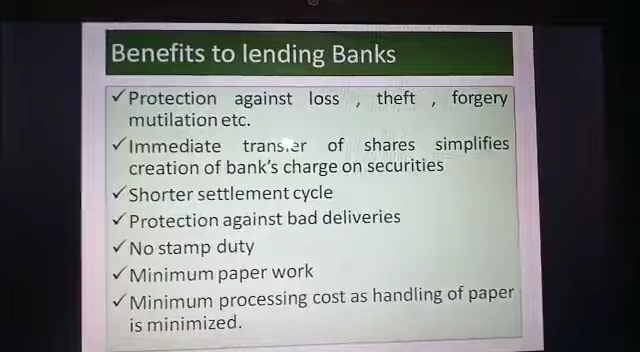 Benefits to lending Banks
✓Protection against loss , theft , forgery
mutilation etc.
✓Immediate transfer of shares simplifies
creation of bank's charge on securities
✓Shorter settlement cycle
✓Protection against bad deliveries
✓No stamp duty
✓Minimum paper work
✓Minimum processing cost as handling of paper
is minimized.